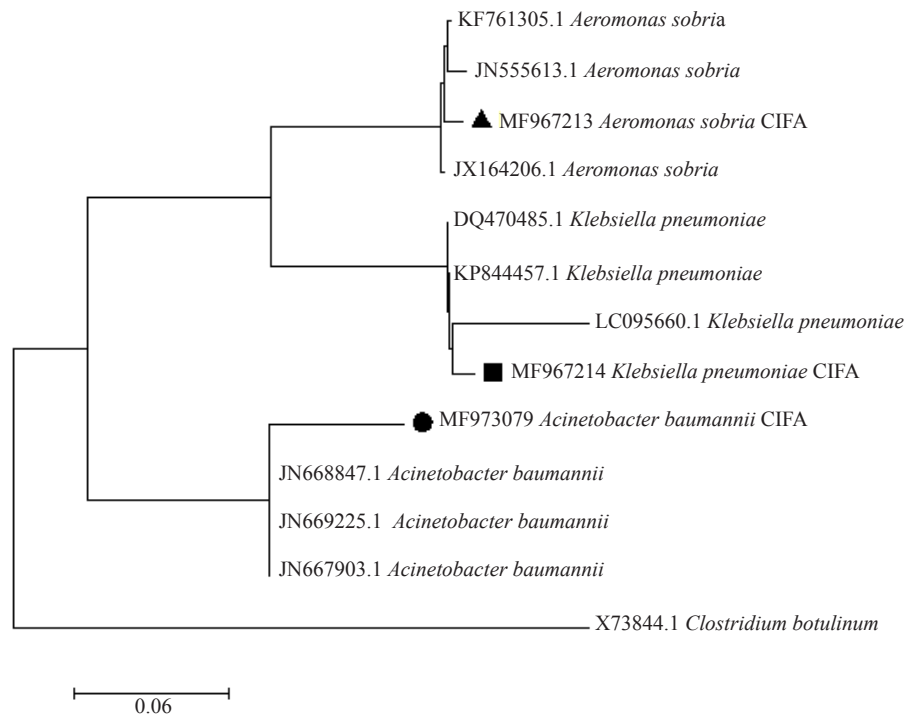 KF761305.1 Aeromonas sobria
JN555613.1 Aeromonas sobria
MF967213 Aeromonas sobria CIFA
JX164206.1 Aeromonas sobria
DQ470485.1 Klebsiella pneumoniae
KP844457.1 Klebsiella pneumoniae
LC095660.1 Klebsiella pneumoniae
MF967214 Klebsiella pneumoniae CIFA
MF973079 Acinetobacter baumannii CIFA
JN668847.1 Acinetobacter baumannii
JN669225.1 Acinetobacter baumannii
JN667903.1 Acinetobacter baumannii
X73844.1 Clostridium botulinum
0.06